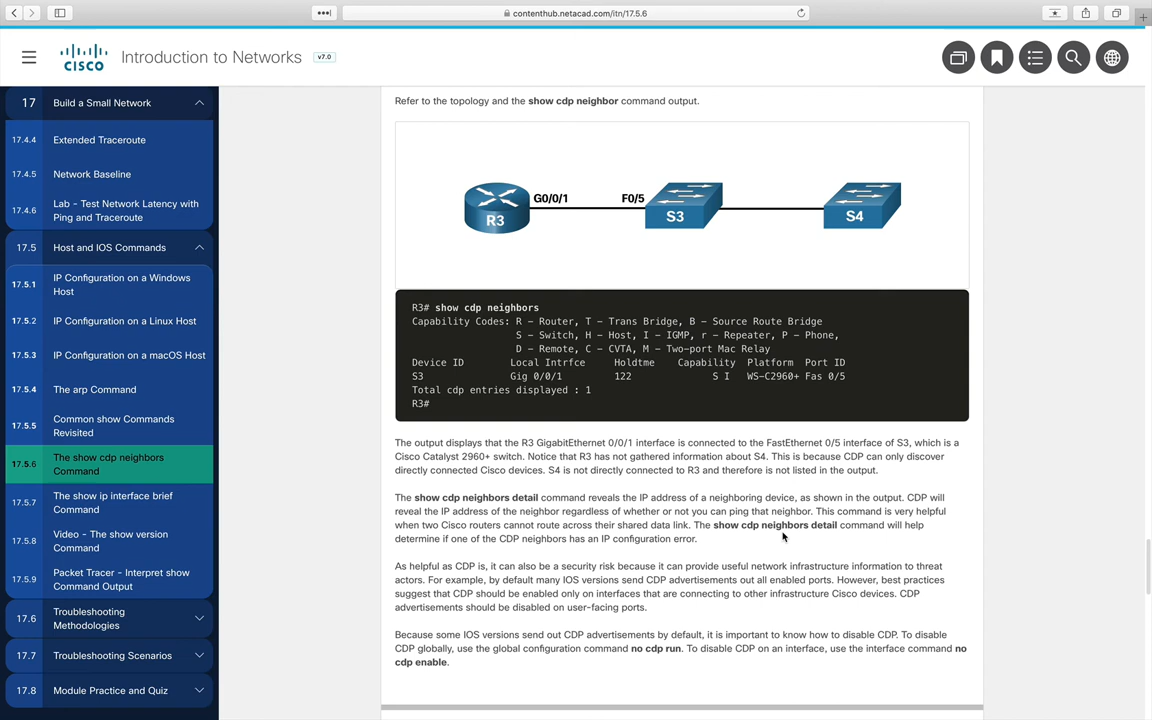 contenthub.netacad.com/itn/17.5.6
CISCO
Introduction to Networks
v7.0
17 Build a Small Network
17.4.4 Extended Traceroute
17.4.5 Network Baseline
17.4.6 Lab - Test Network Latency with
Ping and Traceroute
17.5 Host and IOS Commands
17.5.1 IP Configuration on a Windows
Host
17.5.2 IP Configuration on a Linux Host
17.5.3 IP Configuration on a macOS Host
17.5.4 The arp Command
17.5.5 Common show Commands
Revisited
17.5.6 The show cdp neighbors
Command
17.5.7 The show ip interface brief
Command
17.5.8 Video - The show version
Command
17.5.9 Packet Tracer - Interpret show
Command Output
17.6 Troubleshooting
Methodologies
17.7 Troubleshooting Scenarios
17.8 Module Practice and Quiz
Refer to the topology and the show cdp neighbor command output.
G0/0/1 F0/5
R3 S3 S4
R3# show cdp neighbors
Capability Codes: R - Router, T - Trans Bridge, B - Source Route Bridge
S - Switch, H - Host, I - IGMP, r - Repeater, P - Phone,
D - Remote, C - CVTA, M - Two-port Mac Relay
Device ID Local Intrfce Holdtme Capability Platform Port ID
S3 Gig 0/0/1 122 S I WS-C2960+ Fas 0/5
Total cdp entries displayed : 1
R3#
The output displays that the R3 GigabitEthernet 0/0/1 interface is connected to the FastEthernet 0/5 interface of S3, which is a
Cisco Catalyst 2960+ switch. Notice that R3 has not gathered information about S4. This is because CDP can only discover
directly connected Cisco devices. S4 is not directly connected to R3 and therefore is not listed in the output.
The show cdp neighbors detail command reveals the IP address of a neighboring device, as shown in the output. CDP will
reveal the IP address of the neighbor regardless of whether or not you can ping that neighbor. This command is very helpful
when two Cisco routers cannot route across their shared data link. The show cdp neighbors detail command will help
determine if one of the CDP neighbors has an IP configuration error.
As helpful as CDP is, it can also be a security risk because it can provide useful network infrastructure information to threat
actors. For example, by default many IOS versions send CDP advertisements out all enabled ports. However, best practices
suggest that CDP should be enabled only on interfaces that are connecting to other infrastructure Cisco devices. CDP
advertisements should be disabled on user-facing ports.
Because some IOS versions send out CDP advertisements by default, it is important to know how to disable CDP. To disable
CDP globally, use the global configuration command no cdp run. To disable CDP on an interface, use the interface command no
cdp enable.